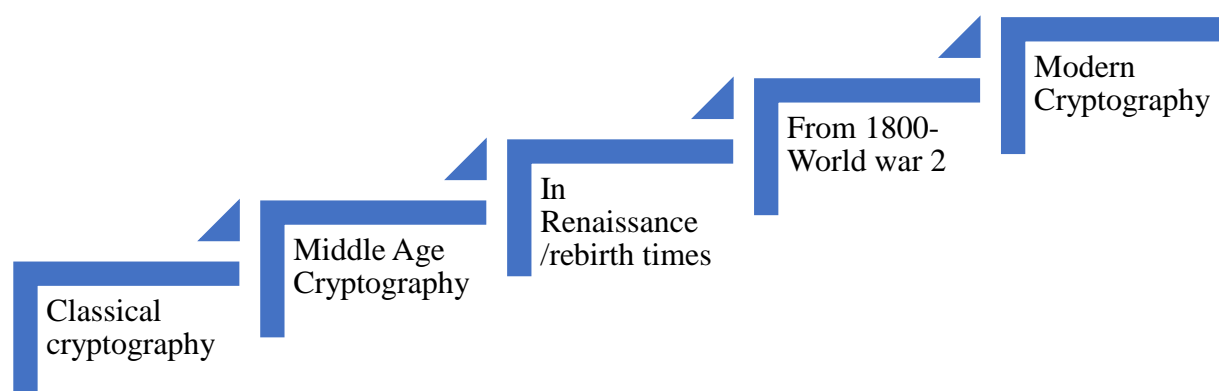 Classical
cryptography
Middle Age
Cryptography
In
Renaissance
/rebirth times
From 1800-
World war 2
Modern
Cryptography